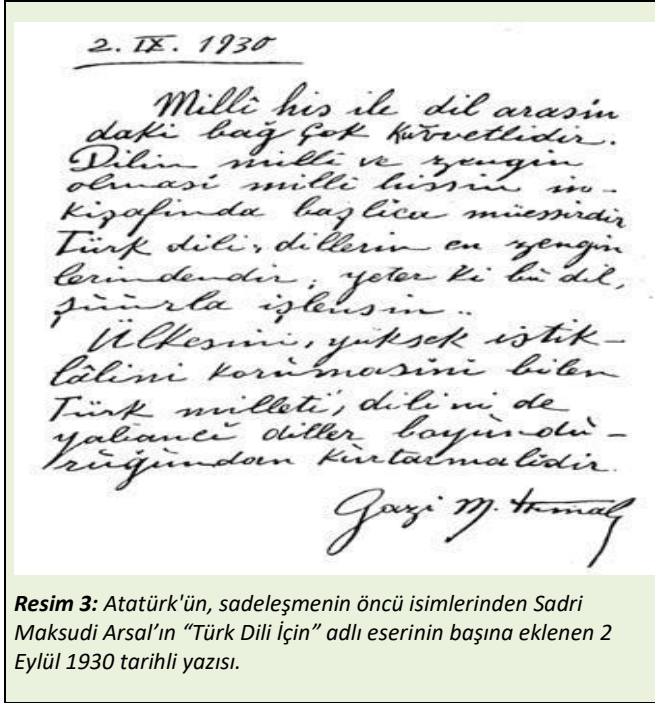 2. IX. 1930
Millî his ile dil arasın
daki bağ çok kuvvetlidir.
Dilin millî ve zengin
olması millî hissin in-
kişafında başlıca müessirdir
Türk dili, dillerin en zengin
lerindendir, yeter ki bu dil,
şuurla işlensin..
Ülkesini, yüksek istik-
lâlini korumasını bilen
Türk milleti, dilini de
yabancı diller boyundu-
ruğundan kurtarmalıdır.
Gazi M. Kemal
Resim 3: Atatürk'ün, sadeleşmenin öncü isimlerinden Sadri
Maksudi Arsal’ın “Türk Dili İçin” adlı eserinin başına eklenen 2
Eylül 1930 tarihli yazısı.